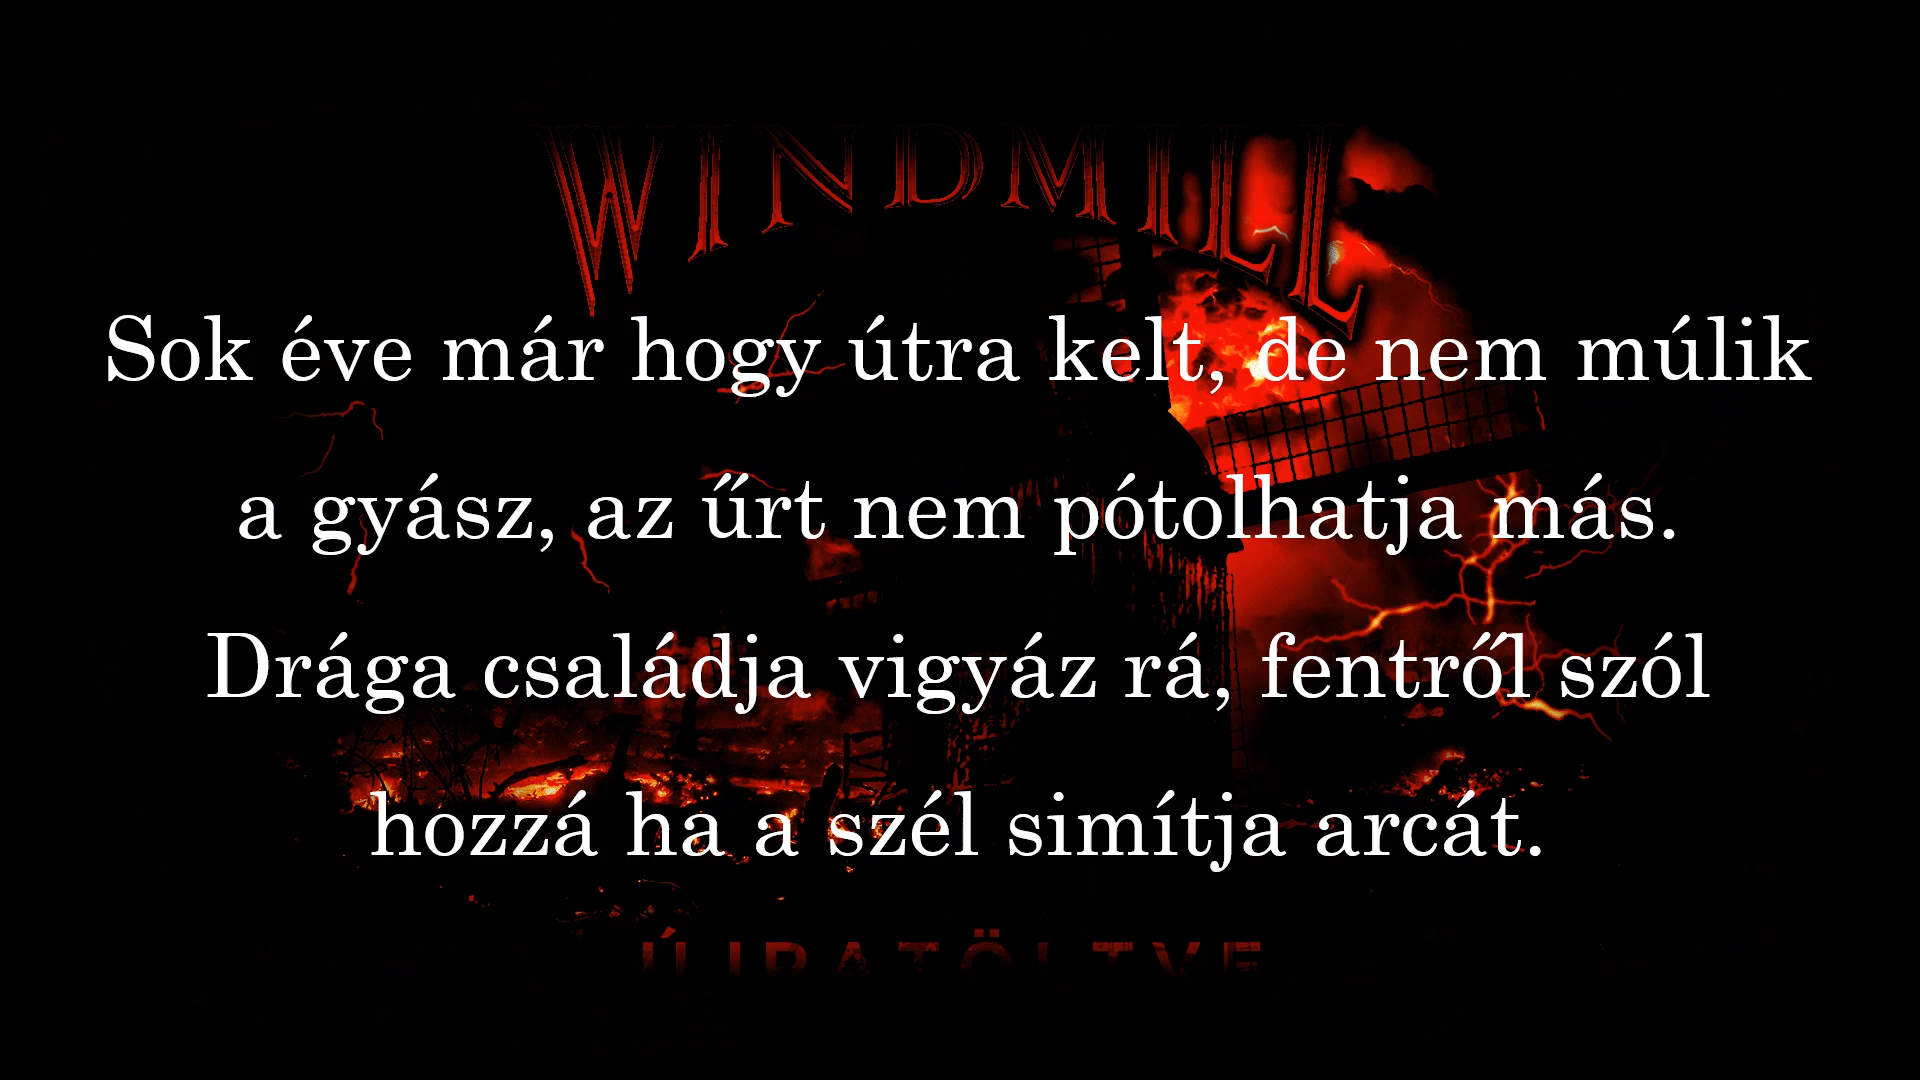 WINDMILL
Sok éve már hogy útra kelt, de nem múlik
a gyász, az űrt nem pótolhatja más.
Drága családja vigyáz rá, fentről szól
hozzá ha a szél simítja arcát.
ÚJRATÖLTVE